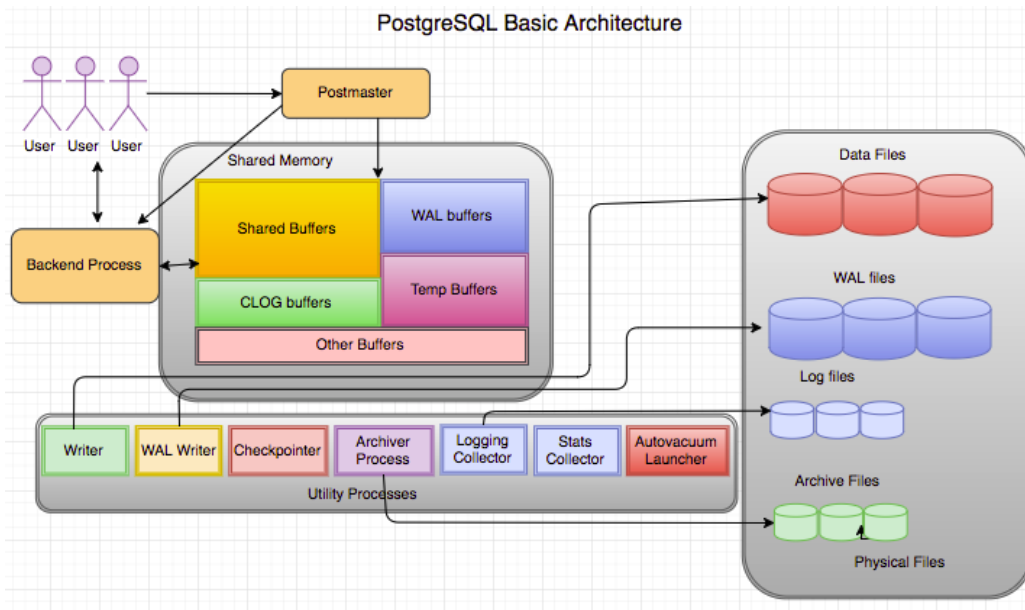 PostgreSQL Basic Architecture
Postmaster
User User User
Shared Memory
Data Files
Shared Buffers
WAL buffers
Backend Process
WAL files
Temp Buffers
CLOG buffers
Other Buffers
Log files
Writer
WAL Writer
Checkpointer
Archiver
Process
Logging
Collector
Stats
Collector
Autovacuum
Launcher
Utility Processes
Archive Files
Physical Files